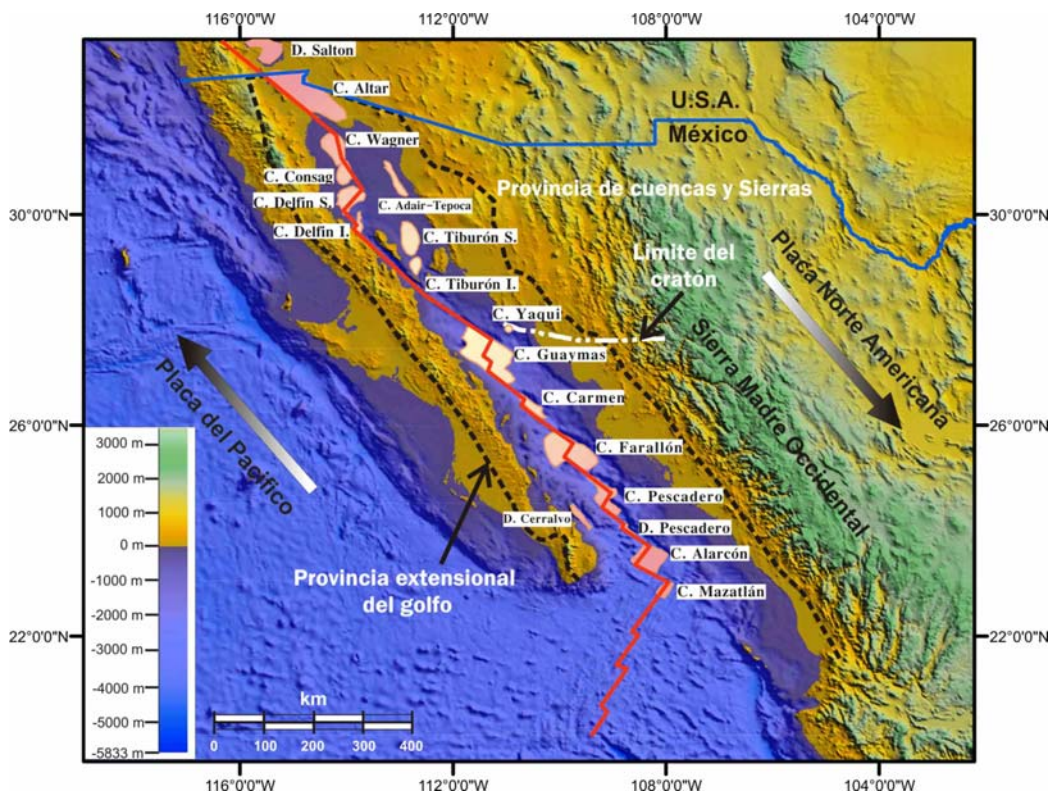 116°0'0"W
112°0'0"W
108°0'0"W
104°0'0"W
D. Salton
C. Altar
U.S.A.
México
C. Wagner
C. Consag
Provincia de cuencas y Sierras
C. Delfín S.
C. Adair-Tepoca
30°0'0"N
30°0'0"N
C. Delfín I.
C. Tiburón S.
Límite del
cratón
C. Tiburón I.
Placa Norte Americana
C. Yaqui
Sierra Madre Occidental
C. Guaymas
Placa del Pacífico
C. Carmen
26°0'0"N
26°0'0"N
3000 m
C. Farallón
2000 m
1000 m
C. Pescadero
D. Cerralvo
D. Pescadero
0 m
C. Alarcón
-1000 m
Provincia extensional
del golfo
C. Mazatlán
-2000 m
22°0'0"N
22°0'0"N
-3000 m
-4000 m
km
-5000 m
0 100 200 300 400
-5833 m
116°0'0"W
112°0'0"W
108°0'0"W
104°0'0"W